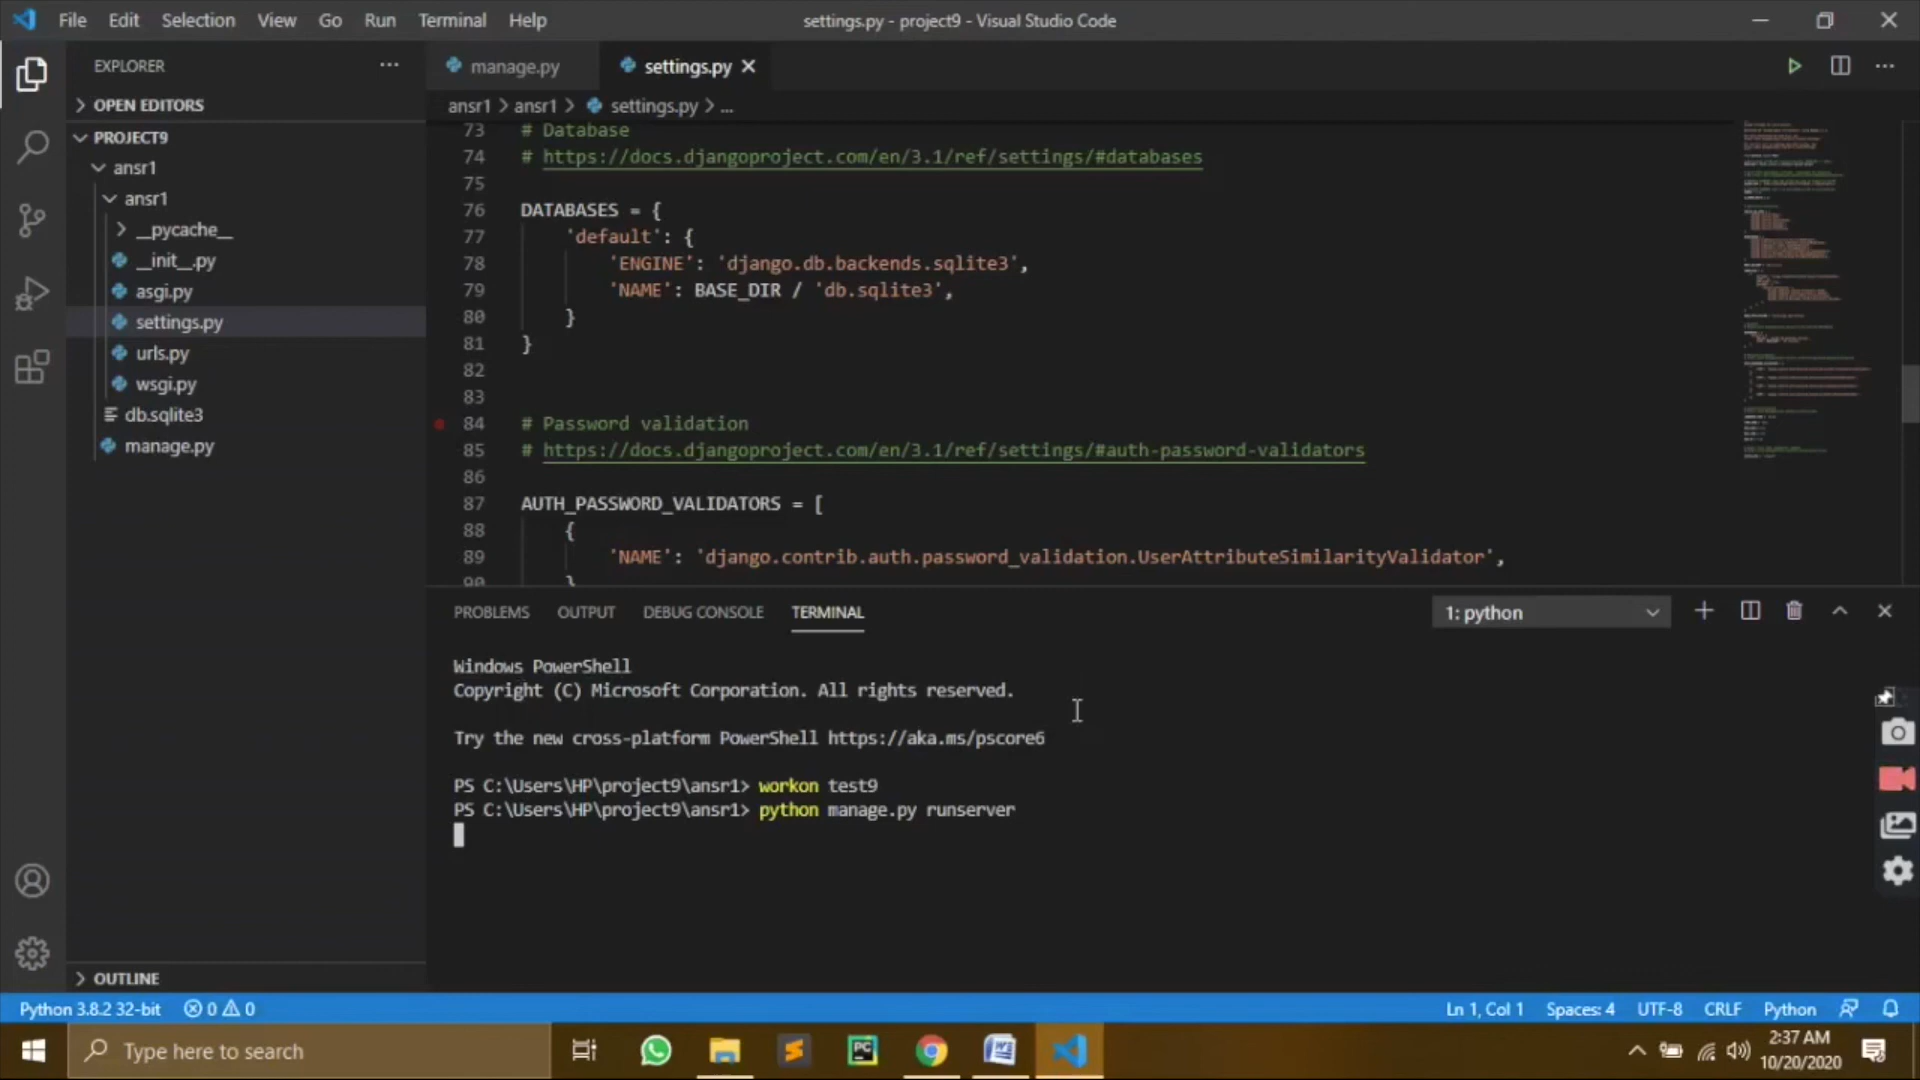 File Edit Selection View Go Run Terminal Help
settings.py - project9 - Visual Studio Code
EXPLORER
manage.py
settings.py
OPEN EDITORS
PROJECT9
ansr1
ansr1
__pycache__
__init__.py
asgi.py
settings.py
urls.py
wsgi.py
db.sqlite3
manage.py
OUTLINE
ansr1 > ansr1 > settings.py > ...
73 # Database
74 # https://docs.djangoproject.com/en/3.1/ref/settings/#databases
75
76 DATABASES = {
77 'default': {
78 'ENGINE': 'django.db.backends.sqlite3',
79 'NAME': BASE_DIR / 'db.sqlite3',
80 }
81 }
82
83
84 # Password validation
85 # https://docs.djangoproject.com/en/3.1/ref/settings/#auth-password-validators
86
87 AUTH_PASSWORD_VALIDATORS = [
88 {
89 'NAME': 'django.contrib.auth.password_validation.UserAttributeSimilarityValidator',
90 }
PROBLEMS OUTPUT DEBUG CONSOLE TERMINAL
1: python
Windows PowerShell
Copyright (C) Microsoft Corporation. All rights reserved.
Try the new cross-platform PowerShell https://aka.ms/pscore6
PS C:\Users\HP\project9\ansr1> workon test9
PS C:\Users\HP\project9\ansr1> python manage.py runserver
Python 3.8.2 32-bit 0 0
Ln 1, Col 1 Spaces: 4 UTF-8 CRLF Python
Type here to search
2:37 AM
10/20/2020